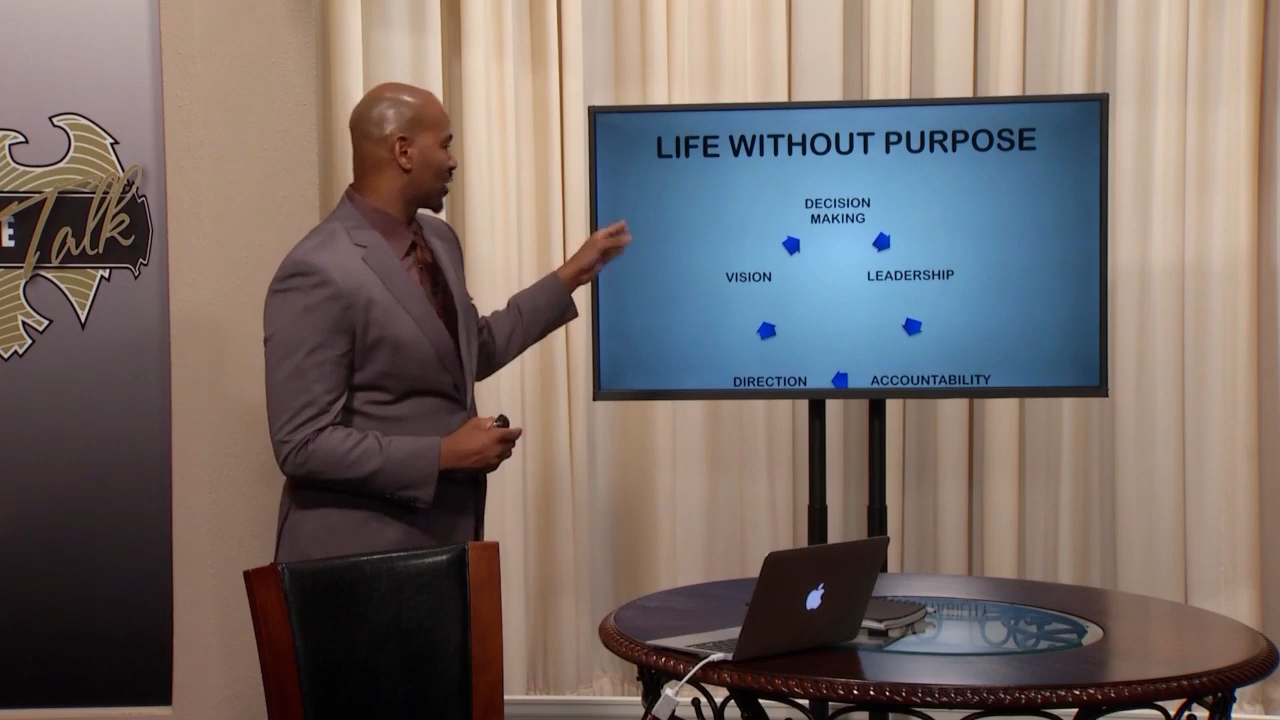 LIFE WITHOUT PURPOSE
DECISION
MAKING
VISION
LEADERSHIP
DIRECTION
ACCOUNTABILITY
E Talk